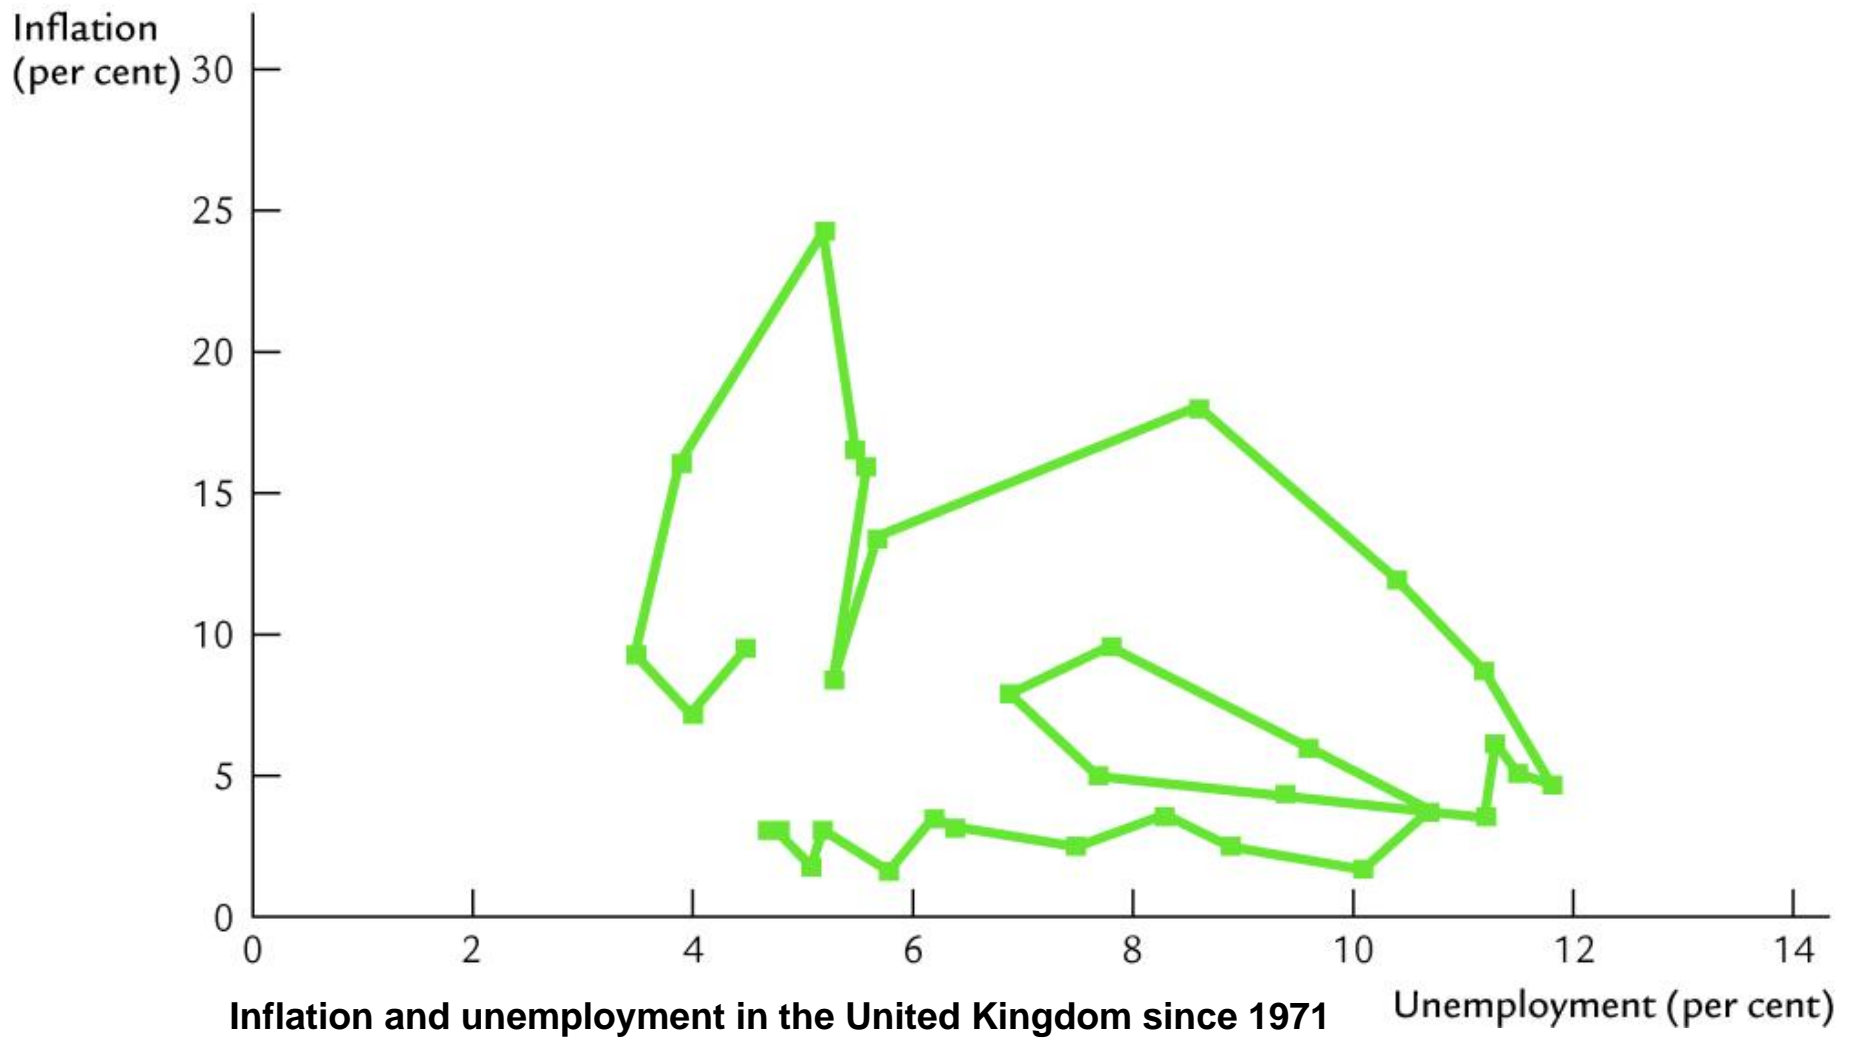 Inflation
(per cent)
30
25
20
15
10
5
0
0 2 4 6 8 10 12 14
Unemployment (per cent)
Inflation and unemployment in the United Kingdom since 1971